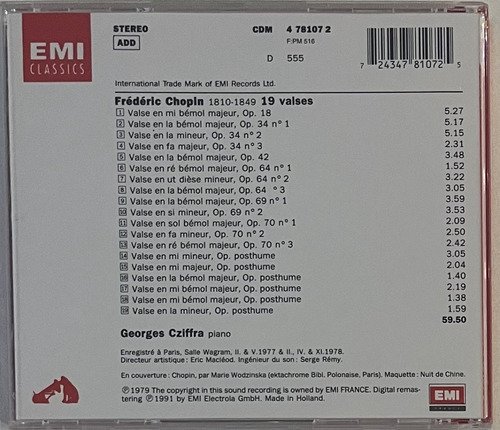 EMI
CLASSICS
STEREO
ADD
CDM 4 78107 2
F:PM 516
D 555
7 24347 81072 5
International Trade Mark of EMI Records Ltd.
Frédéric Chopin 1810-1849 19 valses
1 Valse en mi bémol majeur, Op. 18 5.27
2 Valse en la bémol majeur, Op. 34 n° 1 5.17
3 Valse en la mineur, Op. 34 n° 2 5.15
4 Valse en fa majeur, Op. 34 n° 3 2.31
5 Valse en la bémol majeur, Op. 42 3.48
6 Valse en ré bémol majeur, Op. 64 n° 1 1.52
7 Valse en ut dièse mineur, Op. 64 n° 2 3.22
8 Valse en la bémol majeur, Op. 64 ° 3 3.05
9 Valse en la bémol majeur, Op. 69 n° 1 3.59
10 Valse en si mineur, Op. 69 n° 2 3.53
11 Valse en sol bémol majeur, Op. 70 n° 1 2.09
12 Valse en fa mineur, Op. 70 n° 2 2.50
13 Valse en ré bémol majeur, Op. 70 n° 3 2.42
14 Valse en mi mineur, Op. posthume 3.05
15 Valse en mi majeur, Op. posthume 2.04
16 Valse en la bémol majeur, Op. posthume 1.40
17 Valse en mi bémol majeur, Op. posthume 2.19
18 Valse en mi bémol majeur, Op. posthume 1.38
19 Valse en la mineur, Op. posthume 1.59
59.50
Georges Cziffra piano
Enregistré à Paris, Salle Wagram, II. & V.1977 & II., IV. & XI.1978.
Directeur artistique : Eric Macléod. Ingénieur du son : Serge Rémy.
En couverture : Chopin, par Marie Wodzinska (ektachrome Bibl. Polonaise, Paris). Maquette : Nuit de Chine.
℗ 1979 The copyright in this sound recording is owned by EMI FRANCE. Digital remas-
tering ℗ 1991 by EMI Electrola GmbH. Made in Holland.
EMI